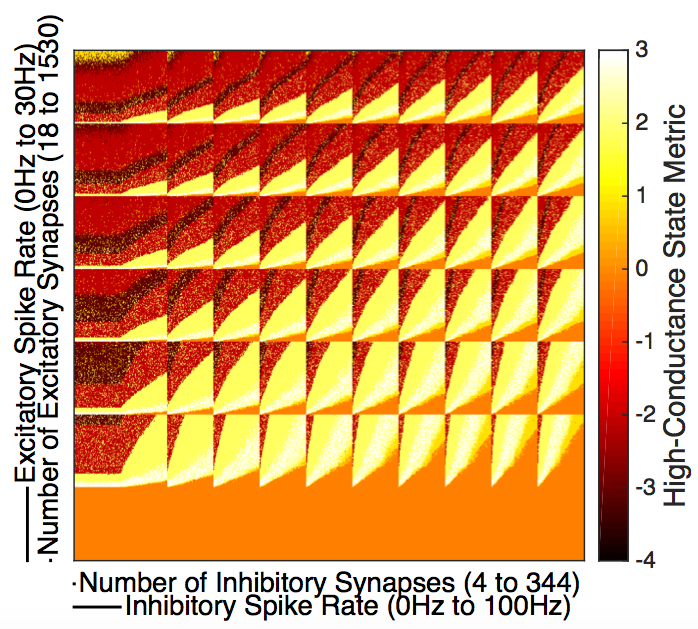 Excitatory Spike Rate (0Hz to 30Hz)
·Number of Excitatory Synapses (18 to 1530)
3
2
1
0
-1
-2
-3
-4
High-Conductance State Metric
·Number of Inhibitory Synapses (4 to 344)
Inhibitory Spike Rate (0Hz to 100Hz)